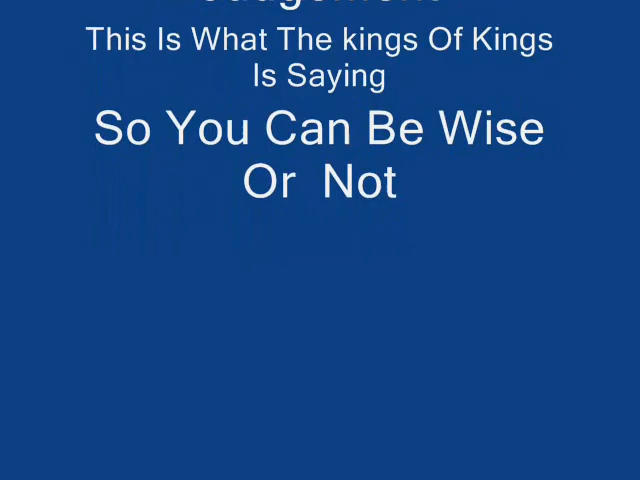 This Is What The kings Of Kings
Is Saying
So You Can Be Wise
Or  Not